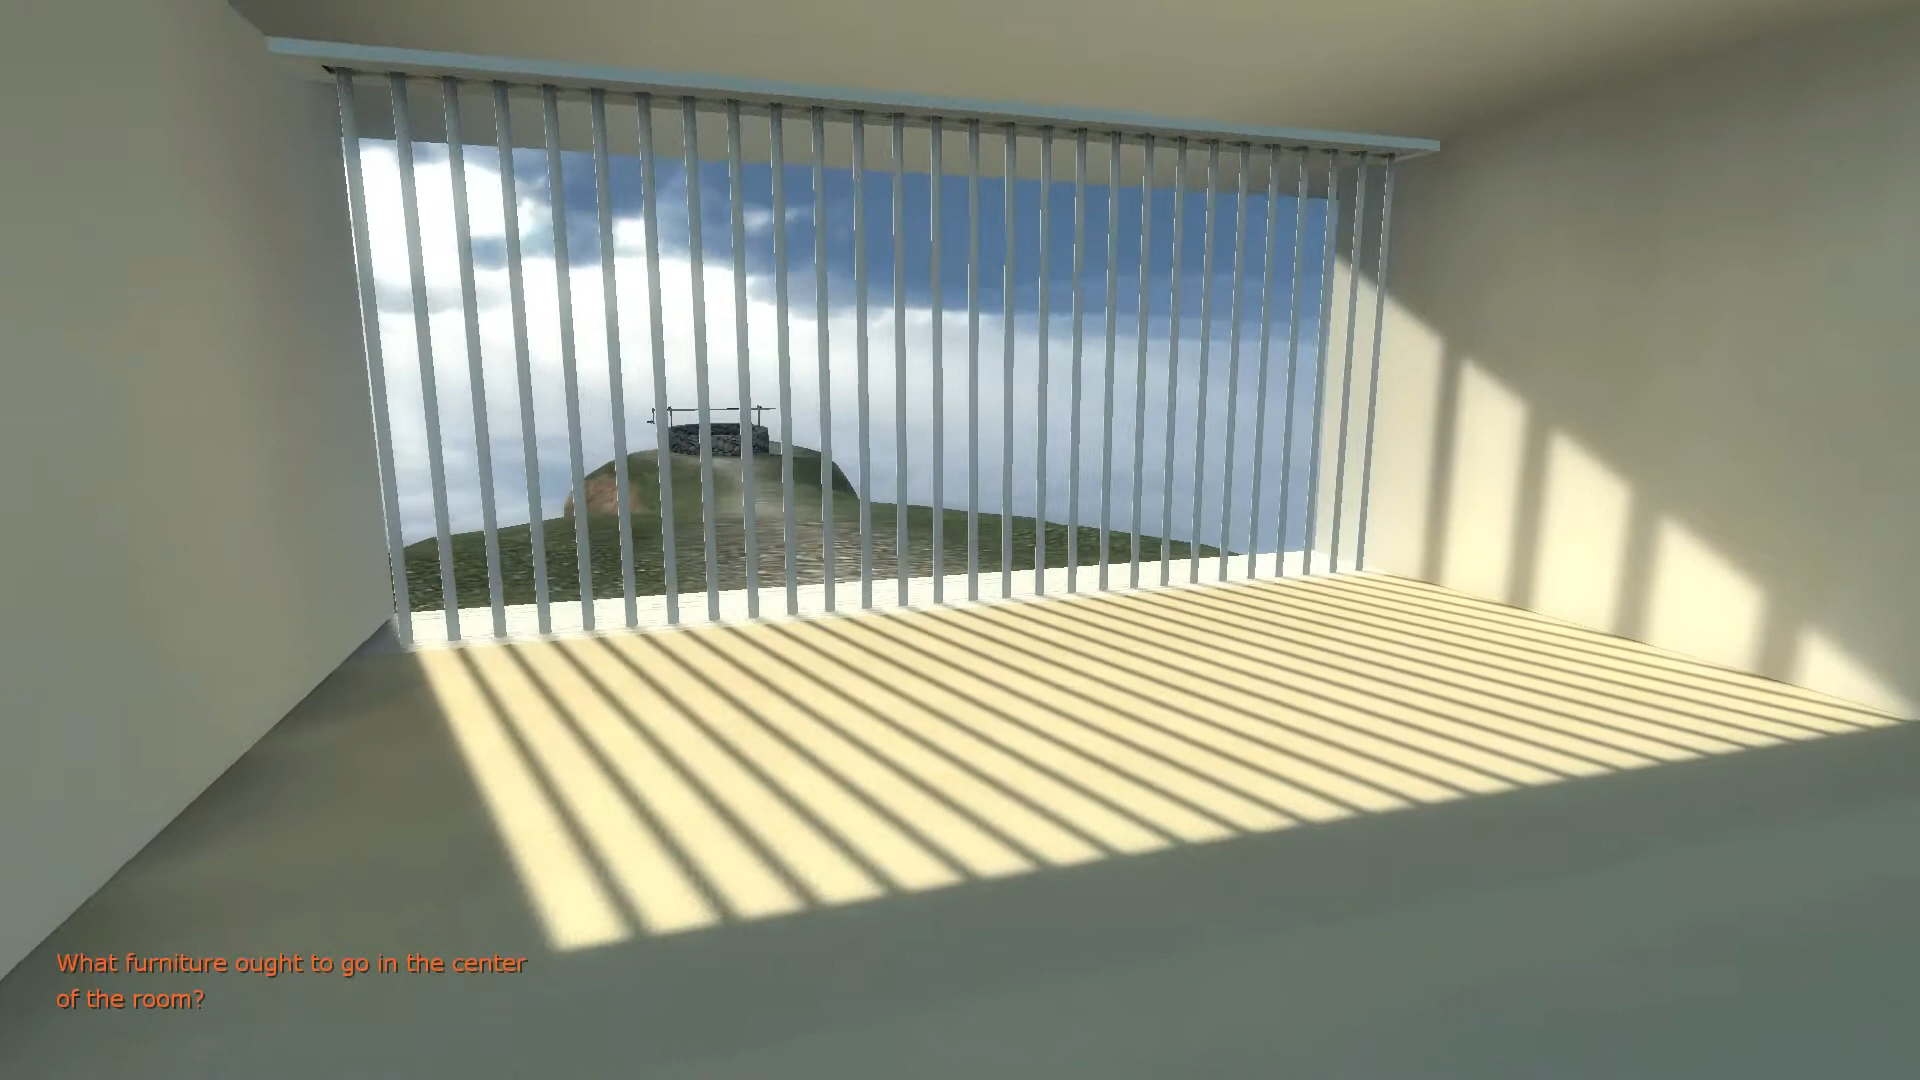 What furniture ought to go in the center
of the room?